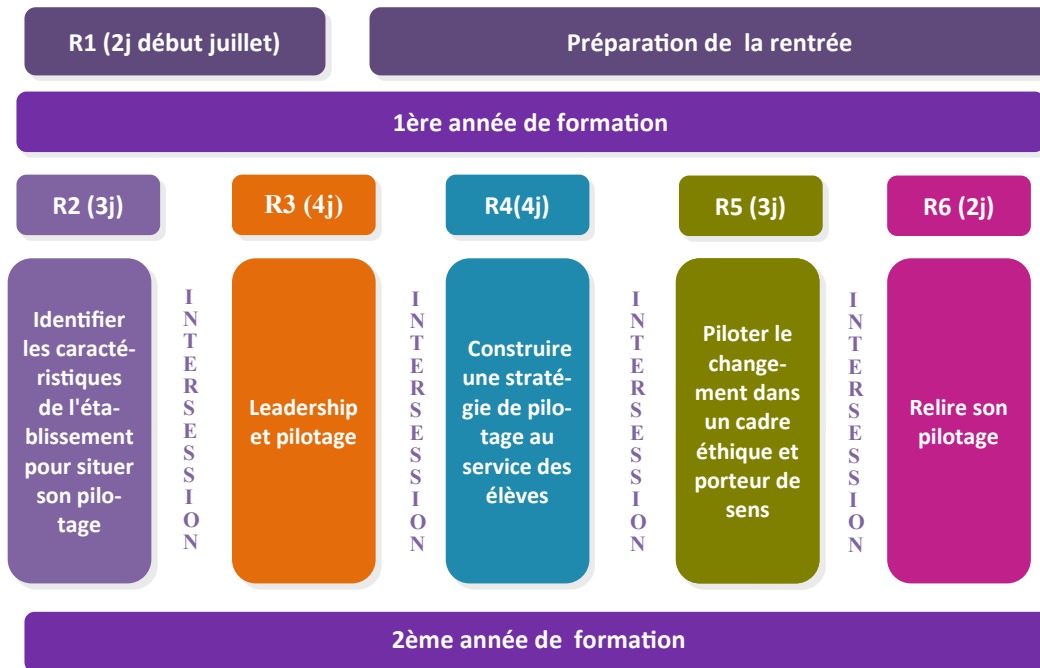 R1 (2j début juillet)
Préparation de la rentrée
1ère année de formation
R2 (3j)
R3 (4j)
R4(4j)
R5 (3j)
R6 (2j)
Identifier
les caracté-
ristiques
de l'éta-
blissement
pour situer
son pilo-
tage
INTERSESSION
Leadership
et pilotage
INTERSESSION
Construire
une straté-
gie de pilo-
tage au
service des
élèves
INTERSESSION
Piloter le
change-
ment dans
un cadre
éthique et
porteur de
sens
INTERSESSION
Relire son
pilotage
2ème année de formation